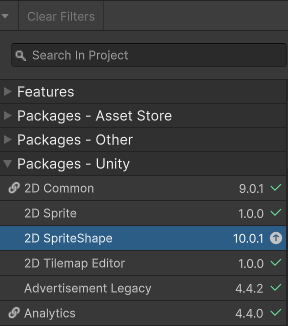 Clear Filters
Search In Project
Features
Packages - Asset Store
Packages - Other
Packages - Unity
2D Common 9.0.1
2D Sprite 1.0.0
2D SpriteShape 10.0.1
2D Tilemap Editor 1.0.0
Advertisement Legacy 4.4.2
Analytics 4.4.0